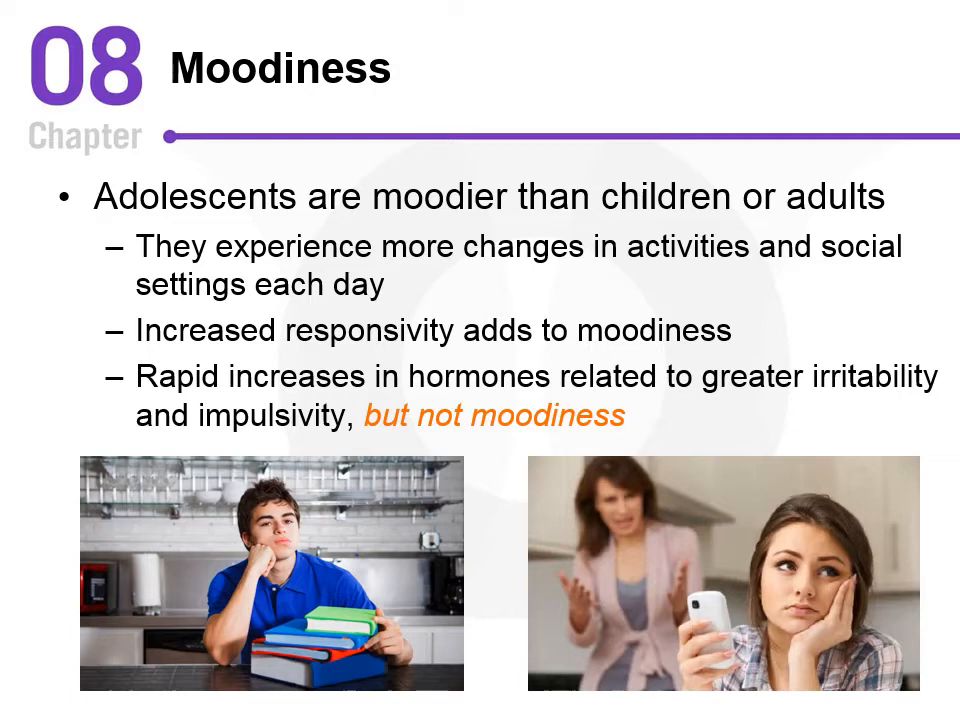 08
Chapter
Moodiness
• Adolescents are moodier than children or adults
– They experience more changes in activities and social
settings each day
– Increased responsivity adds to moodiness
– Rapid increases in hormones related to greater irritability
and impulsivity, but not moodiness